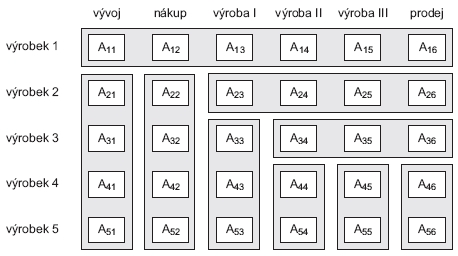 vývoj nákup výroba I výroba II výroba III prodej
výrobek 1 A11 A12 A13 A14 A15 A16
výrobek 2 A21 A22 A23 A24 A25 A26
výrobek 3 A31 A32 A33 A34 A35 A36
výrobek 4 A41 A42 A43 A44 A45 A46
výrobek 5 A51 A52 A53 A54 A55 A56